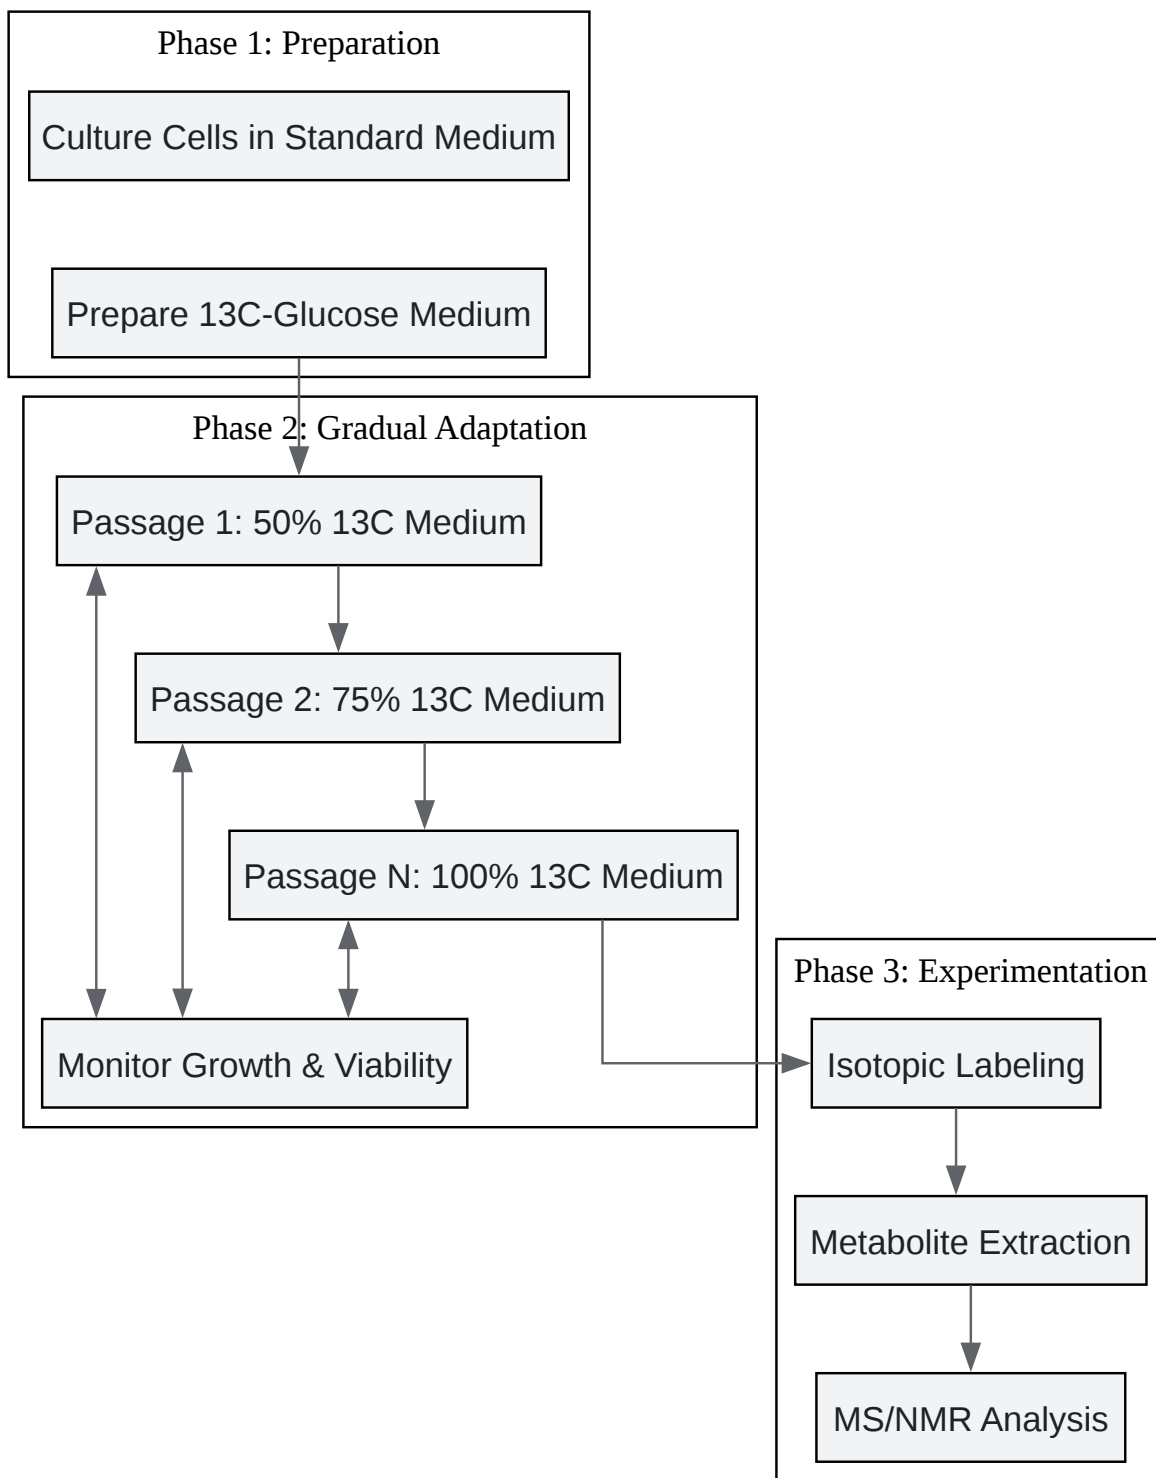 Phase 1: Preparation
Culture Cells in Standard Medium
Prepare 13C-Glucose Medium
Phase 2: Gradual Adaptation
Passage 1: 50% 13C Medium
Passage 2: 75% 13C Medium
Passage N: 100% 13C Medium
Monitor Growth & Viability
Phase 3: Experimentation
Isotopic Labeling
Metabolite Extraction
MS/NMR Analysis